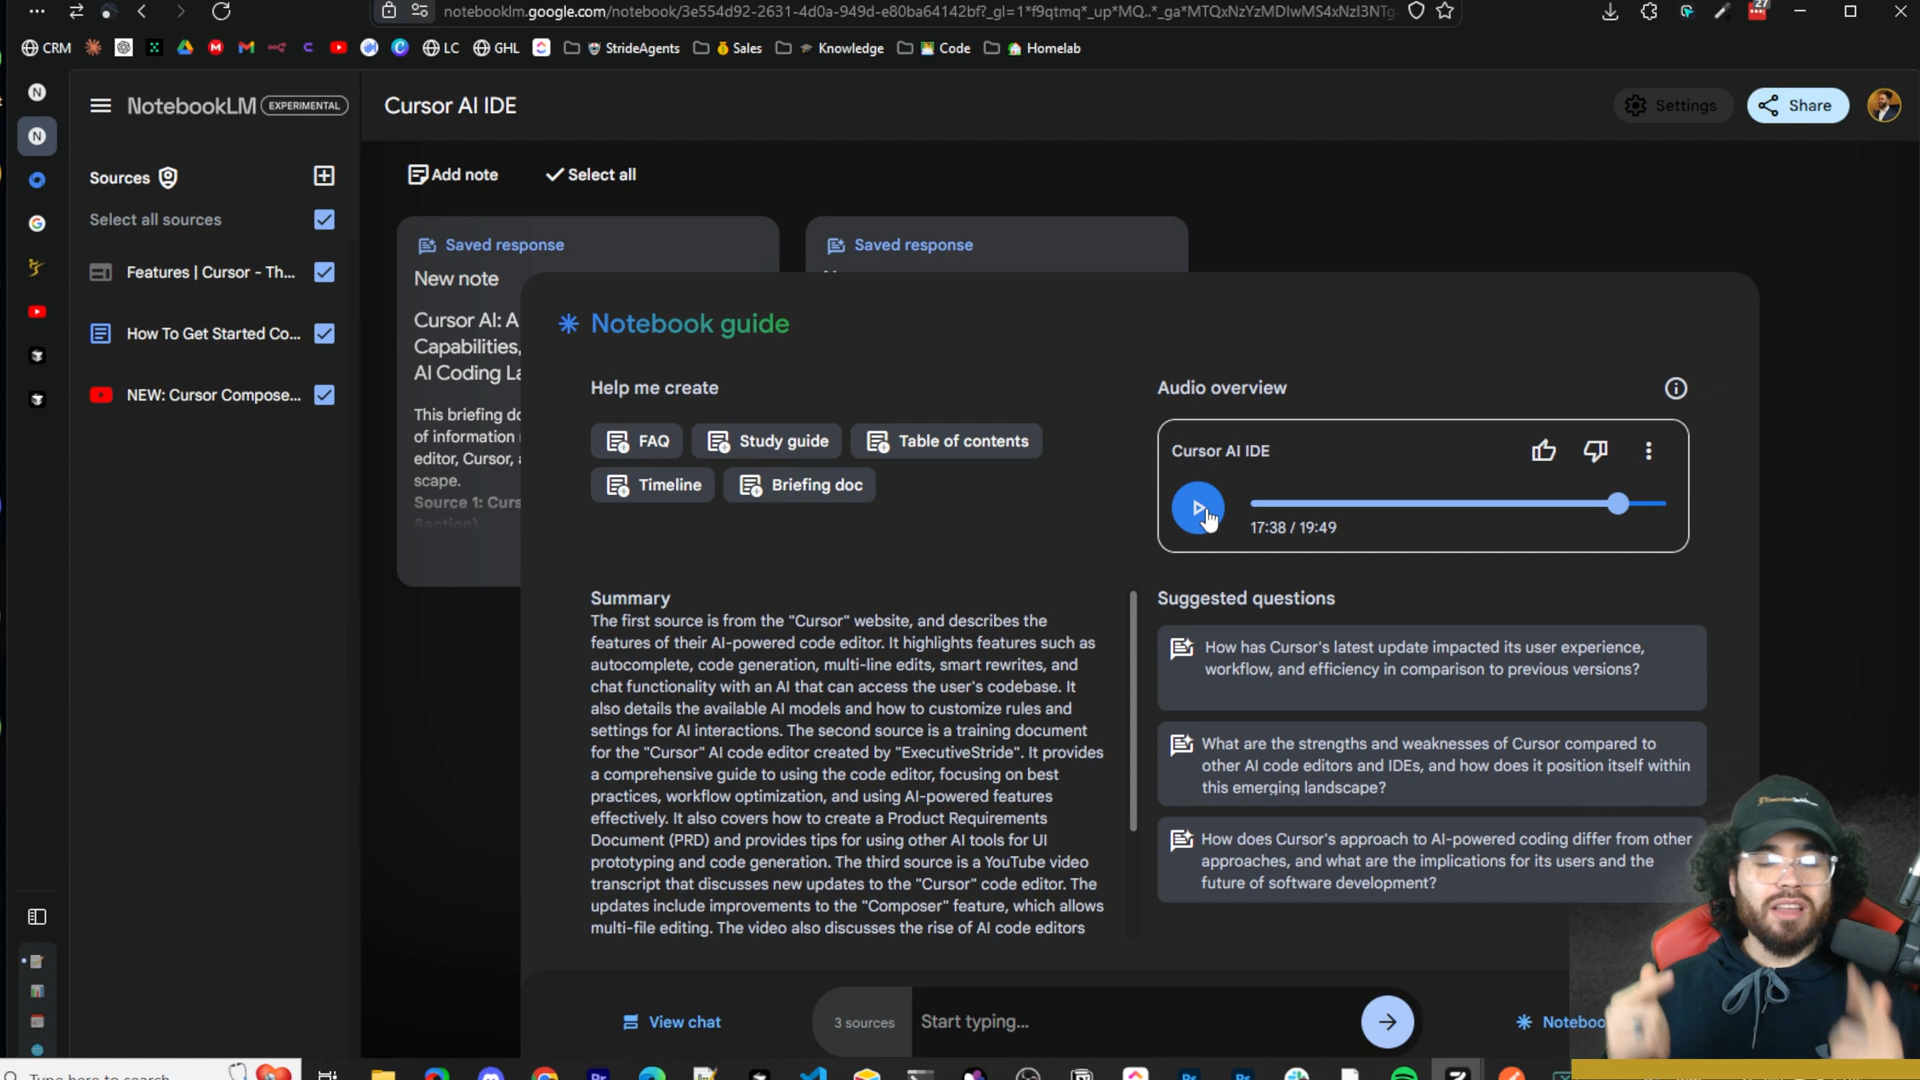 notebooklm.google.com/notebook/3e554d92-2631-4d0a-949d-e80ba64142bf?_gl=1*f9qtmq*_up*MQ..*_ga*MTQxNzYzMDIwMS4xNzI3NTg
27
CRM
LC
GHL
StrideAgents
Sales
Knowledge
Code
Homelab
NotebookLM EXPERIMENTAL
Cursor AI IDE
Settings
Share
Sources
Select all sources
Features | Cursor - Th...
How To Get Started Co...
NEW: Cursor Compose...
Add note
Select all
Saved response
New note
Cursor AI: A
Capabilities,
AI Coding La
This briefing do
of information
editor, Cursor,
scape.
Source 1: Curs
Section)
Saved response
Notebook guide
Help me create
FAQ
Study guide
Table of contents
Timeline
Briefing doc
Audio overview
Cursor AI IDE
17:38 / 19:49
Summary
The first source is from the "Cursor" website, and describes the
features of their AI-powered code editor. It highlights features such as
autocomplete, code generation, multi-line edits, smart rewrites, and
chat functionality with an AI that can access the user's codebase. It
also details the available AI models and how to customize rules and
settings for AI interactions. The second source is a training document
for the "Cursor" AI code editor created by "ExecutiveStride". It provides
a comprehensive guide to using the code editor, focusing on best
practices, workflow optimization, and using AI-powered features
effectively. It also covers how to create a Product Requirements
Document (PRD) and provides tips for using other AI tools for UI
prototyping and code generation. The third source is a YouTube video
transcript that discusses new updates to the "Cursor" code editor. The
updates include improvements to the "Composer" feature, which allows
multi-file editing. The video also discusses the rise of AI code editors
Suggested questions
How has Cursor's latest update impacted its user experience,
workflow, and efficiency in comparison to previous versions?
What are the strengths and weaknesses of Cursor compared to
other AI code editors and IDEs, and how does it position itself within
this emerging landscape?
How does Cursor's approach to AI-powered coding differ from other
approaches, and what are the implications for its users and the
future of software development?
View chat
3 sources
Start typing...
Noteboo
Type here to search